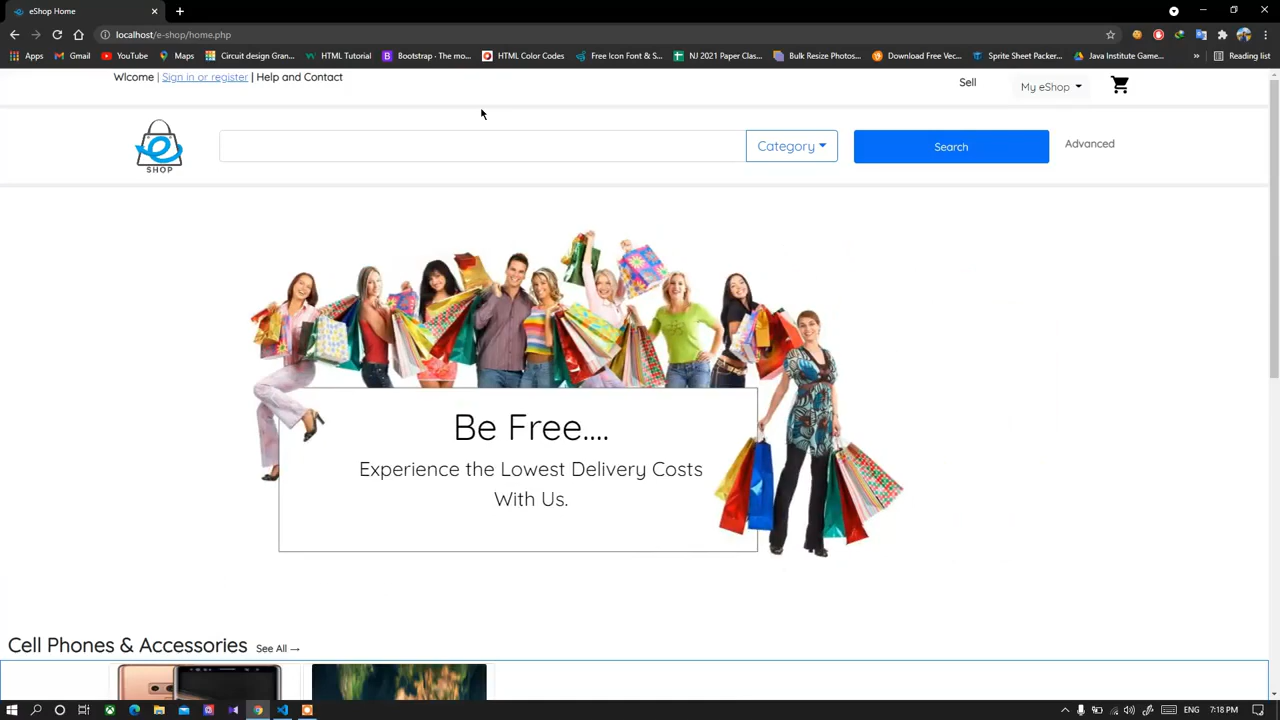 eShop Home
localhost/e-shop/home.php
Apps
Gmail
YouTube
Maps
Circuit design Gran...
HTML Tutorial
Bootstrap · The mo...
HTML Color Codes
Free Icon Font & S...
NJ 2021 Paper Clas...
Bulk Resize Photos...
Download Free Vec...
Sprite Sheet Packer...
Java Institute Game...
»
Reading list
Wlcome | Sign in or register | Help and Contact
Sell
My eShop
SHOP
Category
Search
Advanced
Be Free....
Experience the Lowest Delivery Costs
With Us.
Cell Phones & Accessories See All →
ENG 7:18 PM